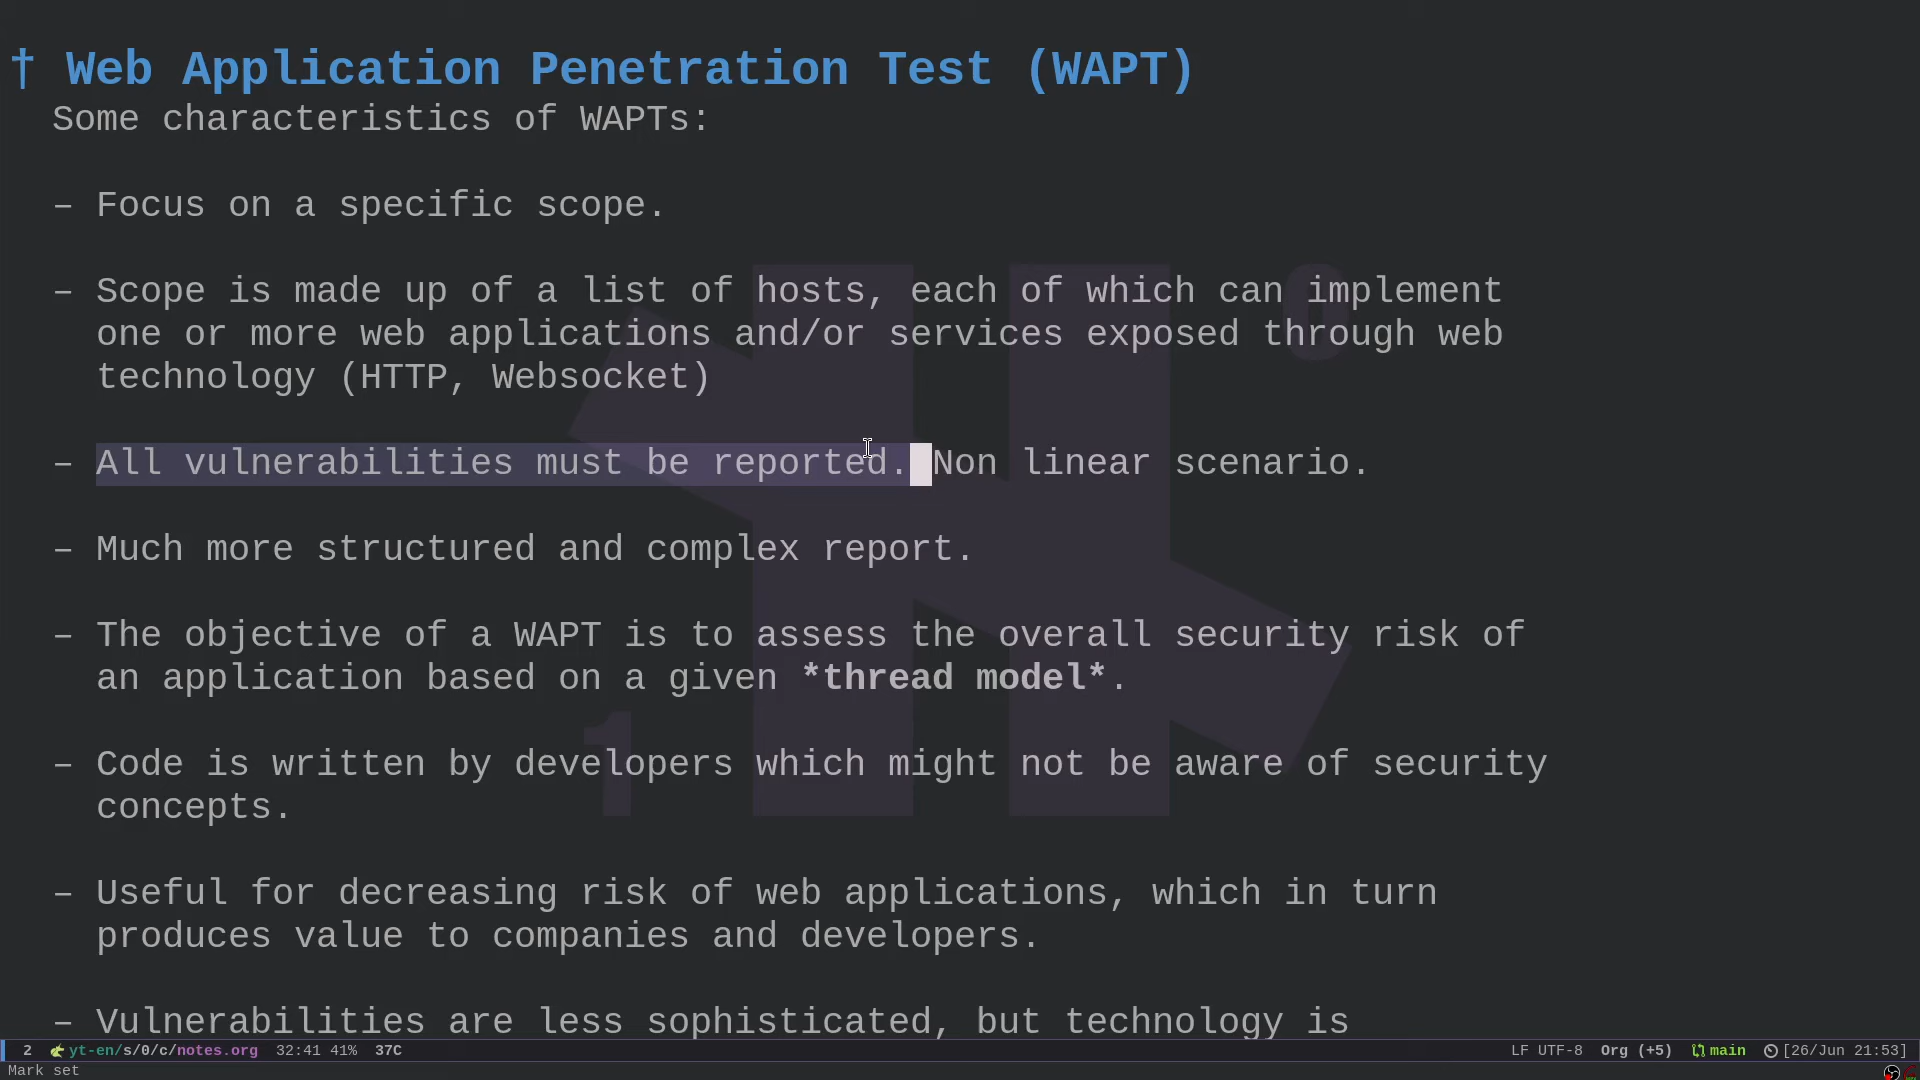 † Web Application Penetration Test (WAPT)
Some characteristics of WAPTs:
– Focus on a specific scope.
– Scope is made up of a list of hosts, each of which can implement
one or more web applications and/or services exposed through web
technology (HTTP, Websocket)
– All vulnerabilities must be reported. Non linear scenario.
– Much more structured and complex report.
– The objective of a WAPT is to assess the overall security risk of
an application based on a given *thread model*.
– Code is written by developers which might not be aware of security
concepts.
– Useful for decreasing risk of web applications, which in turn
produces value to companies and developers.
– Vulnerabilities are less sophisticated, but technology is
2 yt-en/s/0/c/notes.org 32:41 41% 37C LF UTF-8 Org (+5) main [26/Jun 21:53]
Mark set